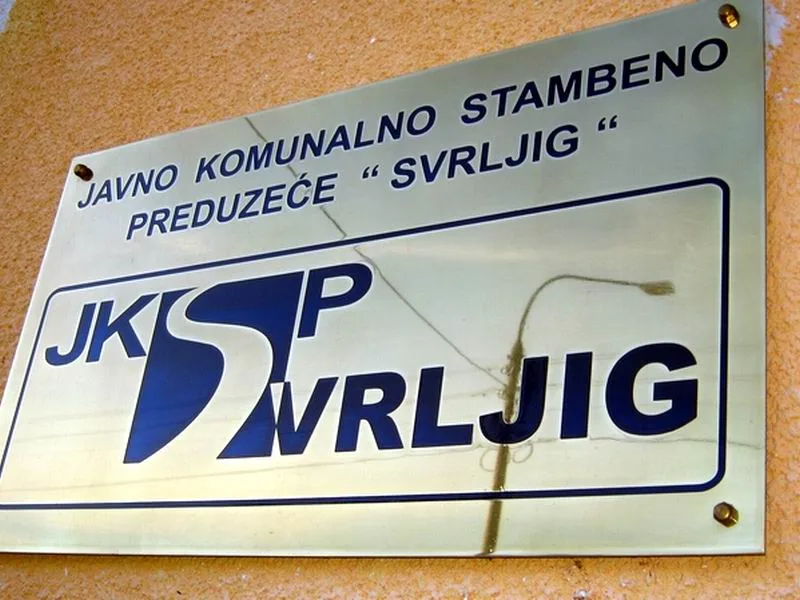 JAVNO KOMUNALNO STAMBENO
PREDUZEĆE “ SVRLJIG “
JKSP
SVRLJIG